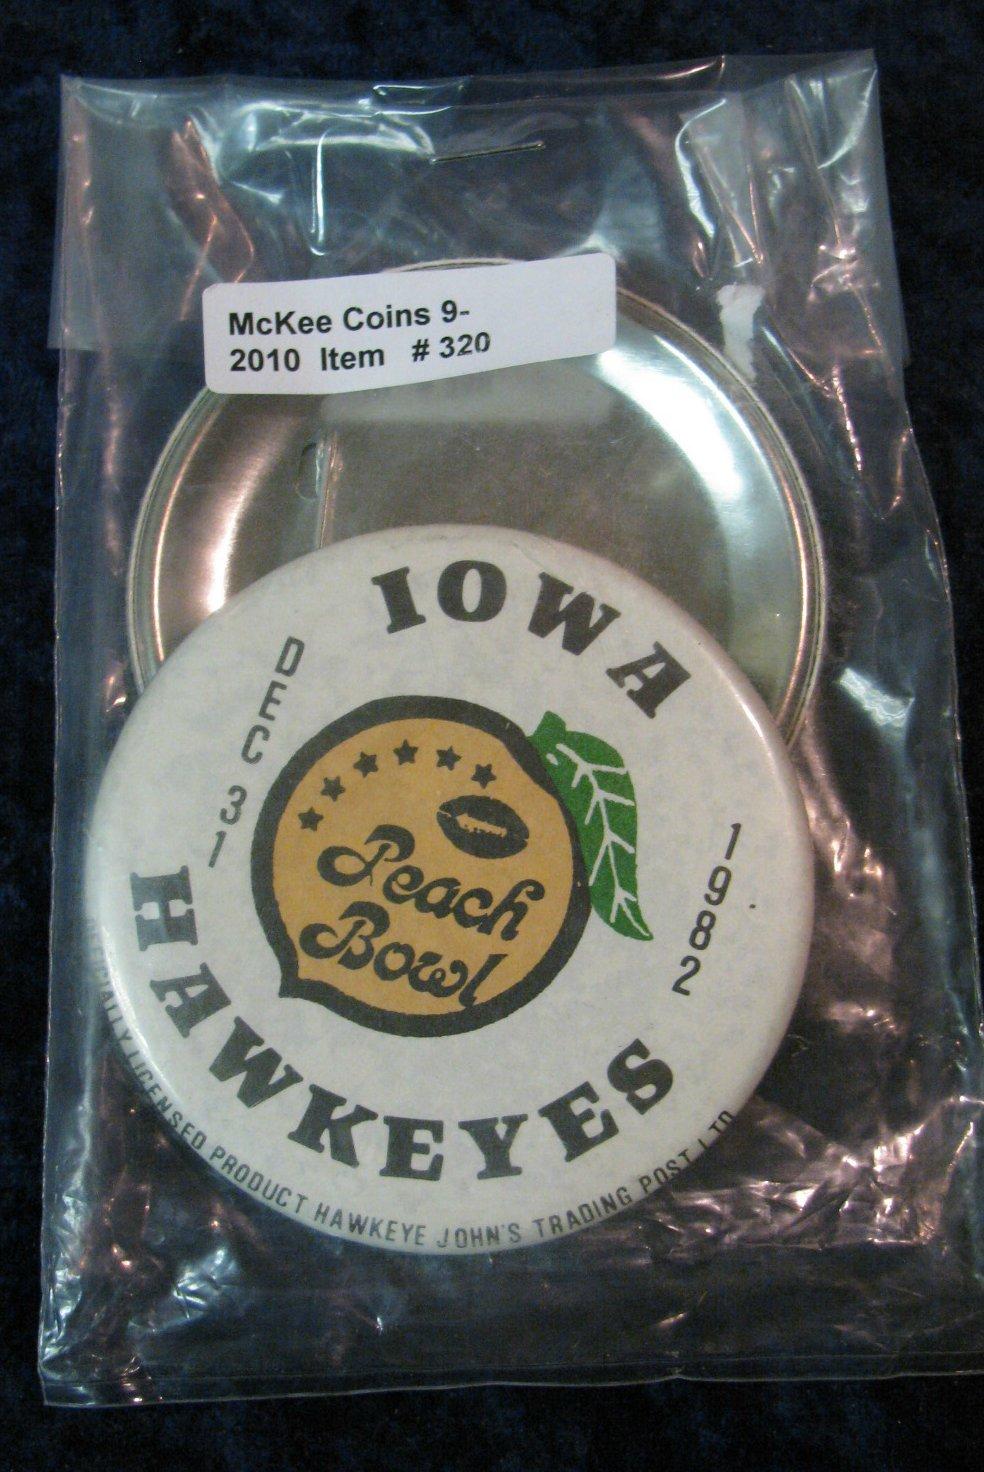 McKee Coins 9-
2010 Item # 320
IOWA
DEC 31
1982
Peach
Bowl
HAWKEYES
LICENSED PRODUCT HAWKEYE JOHN'S TRADING POST LTD